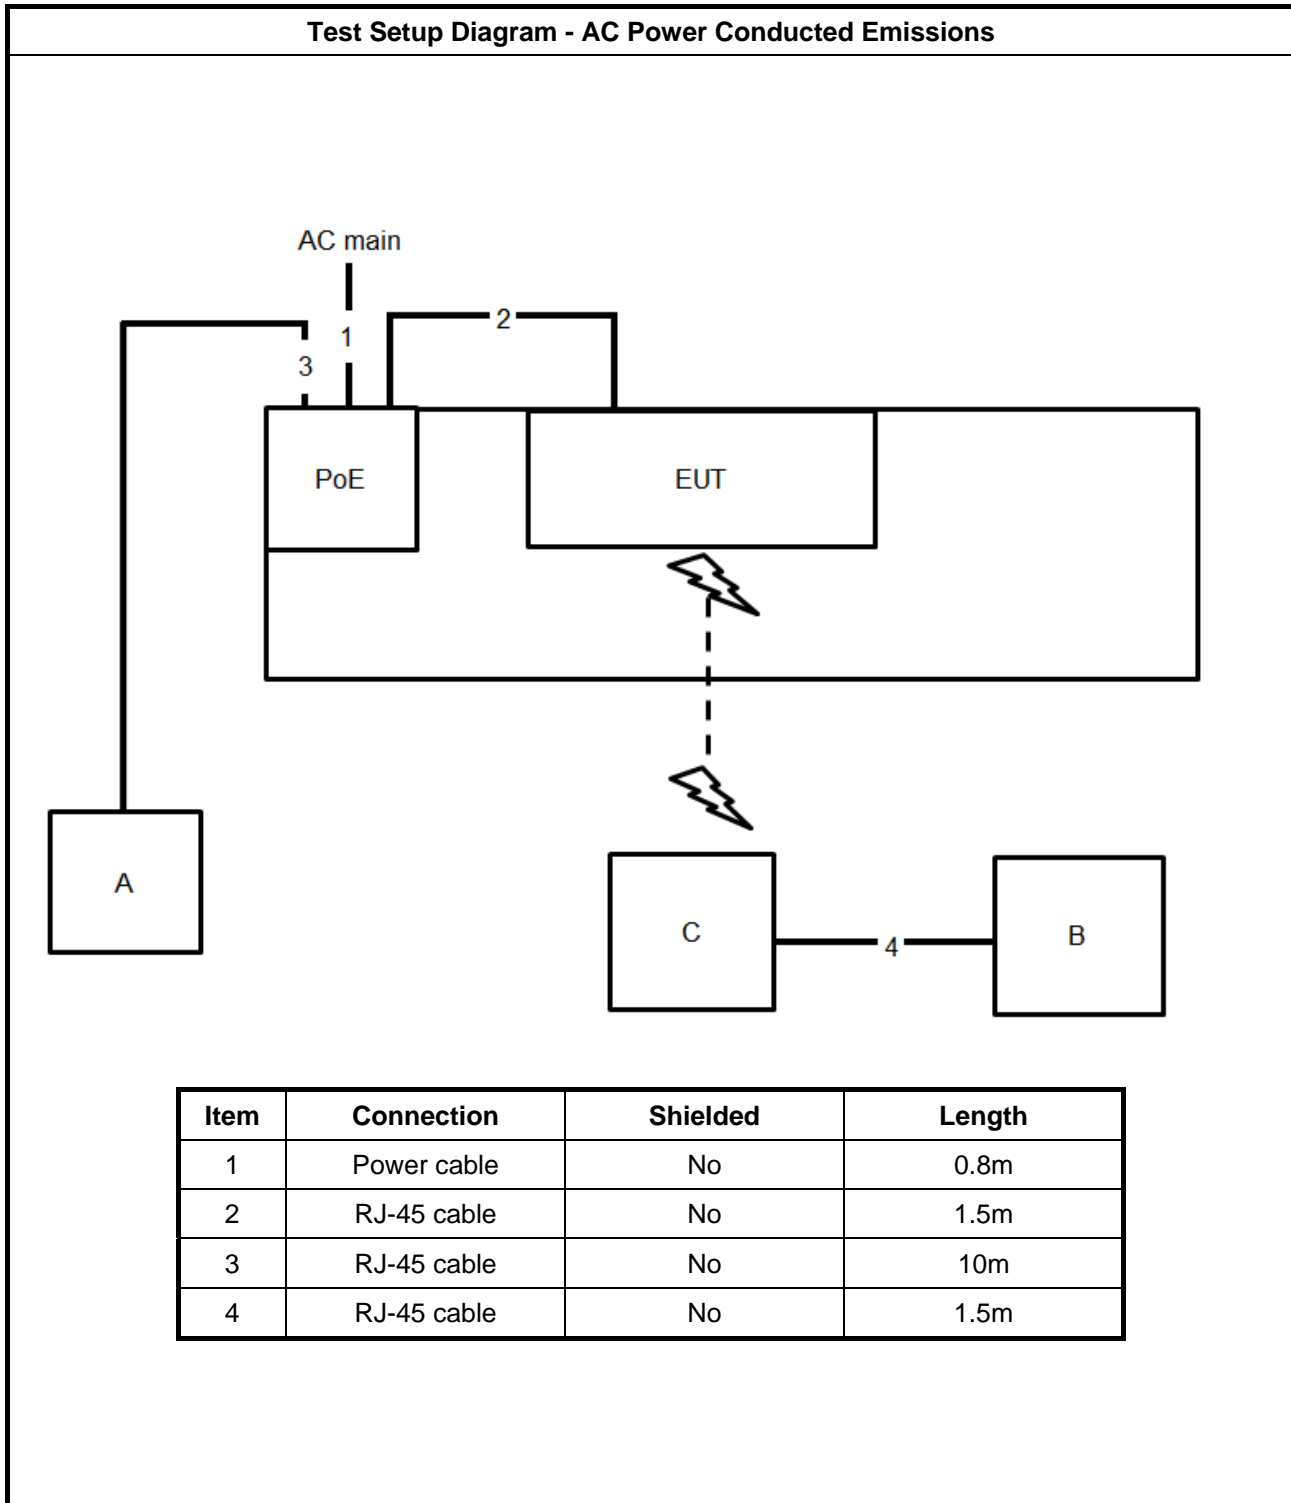 Test Setup Diagram - AC Power Conducted Emissions
AC main
2
1
3
PoE
EUT
A
C
4
B
Item Connection Shielded Length
1 Power cable No 0.8m
2 RJ-45 cable No 1.5m
3 RJ-45 cable No 10m
4 RJ-45 cable No 1.5m